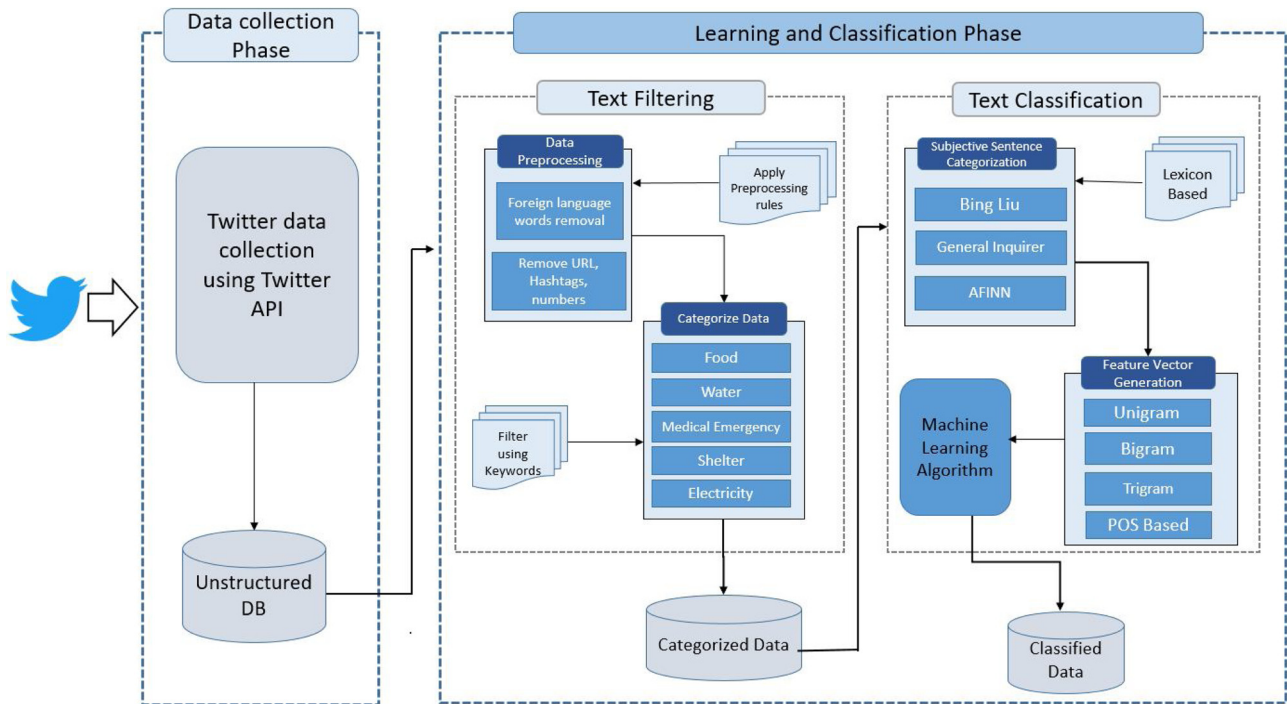 Data collection
Phase
Twitter data
collection
using Twitter
API
Unstructured
DB
Learning and Classification Phase
Text Filtering
Data
Preprocessing
Foreign language
words removal
Remove URL,
Hashtags,
numbers
Apply
Preprocessing
rules
Categorize Data
Food
Water
Medical Emergency
Shelter
Electricity
Filter
using
Keywords
Categorized Data
Text Classification
Subjective Sentence
Categorization
Bing Liu
General Inquirer
AFINN
Lexicon
Based
Feature Vector
Generation
Unigram
Bigram
Trigram
POS Based
Machine
Learning
Algorithm
Classified
Data